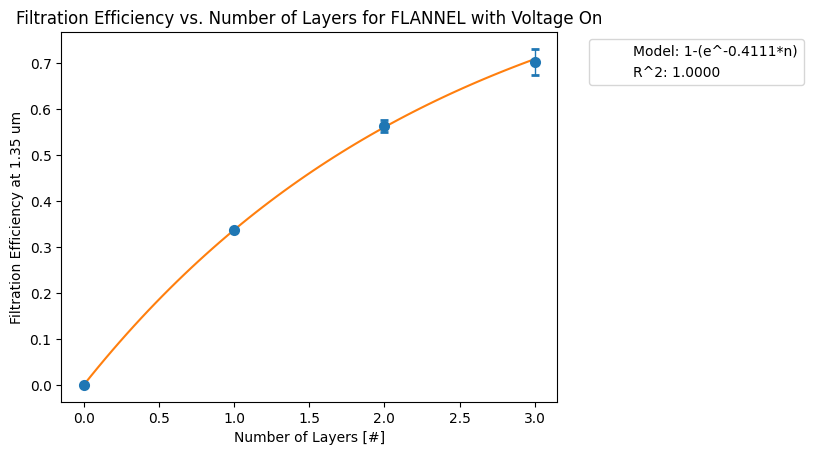 Filtration Efficiency vs. Number of Layers for FLANNEL with Voltage On
Model: 1-(e^-0.4111*n)
R^2: 1.0000
Filtration Efficiency at 1.35 um
0.7
0.6
0.5
0.4
0.3
0.2
0.1
0.0
0.0 0.5 1.0 1.5 2.0 2.5 3.0
Number of Layers [#]